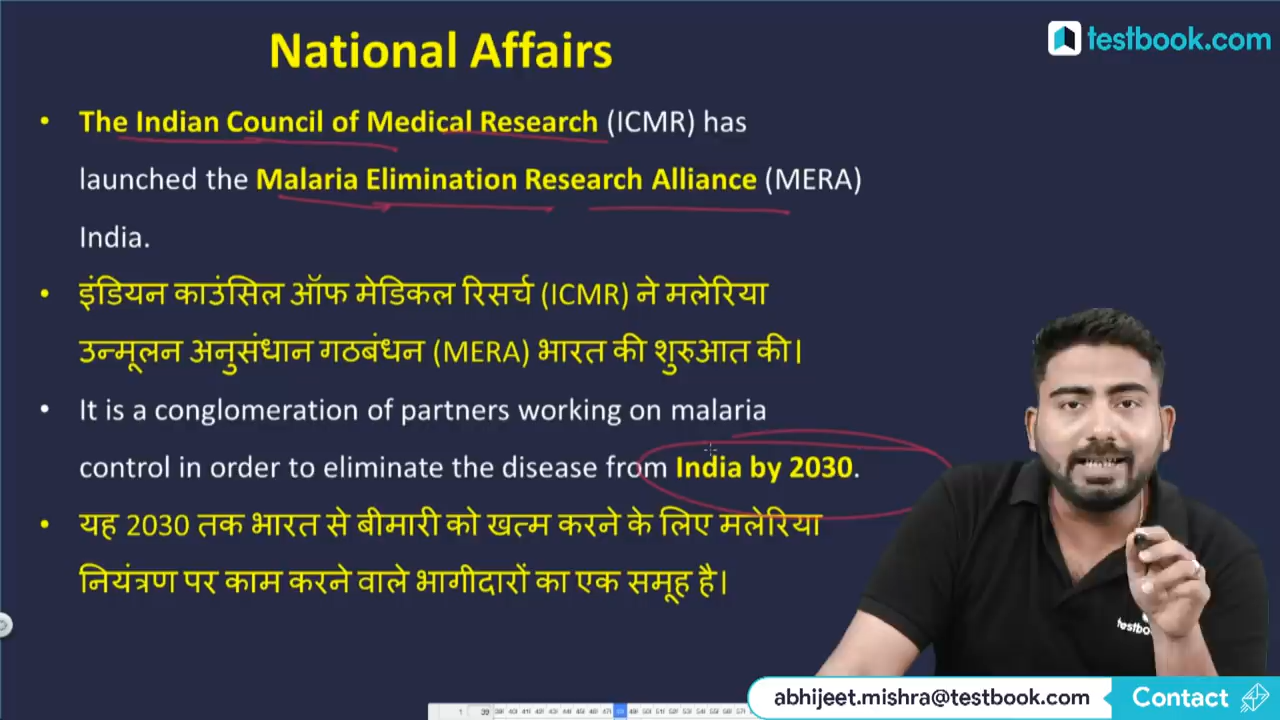 National Affairs
testbook.com
• The Indian Council of Medical Research (ICMR) has
launched the Malaria Elimination Research Alliance (MERA)
India.
• इंडियन काउंसिल ऑफ मेडिकल रिसर्च (ICMR) ने मलेरिया
उन्मूलन अनुसंधान गठबंधन (MERA) भारत की शुरुआत की।
• It is a conglomeration of partners working on malaria
control in order to eliminate the disease from India by 2030.
• यह 2030 तक भारत से बीमारी को खत्म करने के लिए मलेरिया
नियंत्रण पर काम करने वाले भागीदारों का एक समूह है।
abhijeet.mishra@testbook.com
Contact